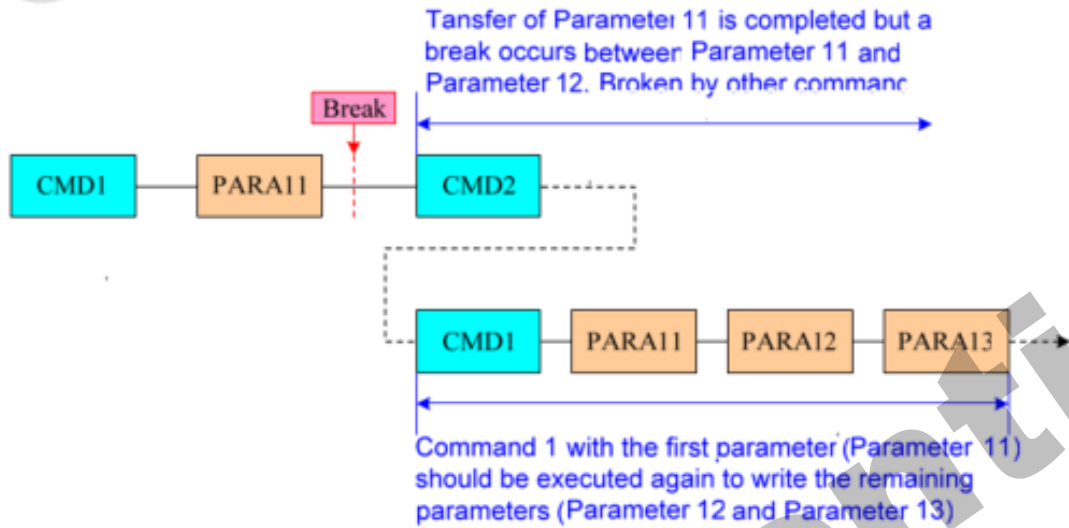 Tansfer of Parameter 11 is completed but a
break occurs between Parameter 11 and
Parameter 12. Broken by other command
Break
CMD1 PARA11 CMD2
CMD1 PARA11 PARA12 PARA13
Command 1 with the first parameter (Parameter 11)
should be executed again to write the remaining
parameters (Parameter 12 and Parameter 13)